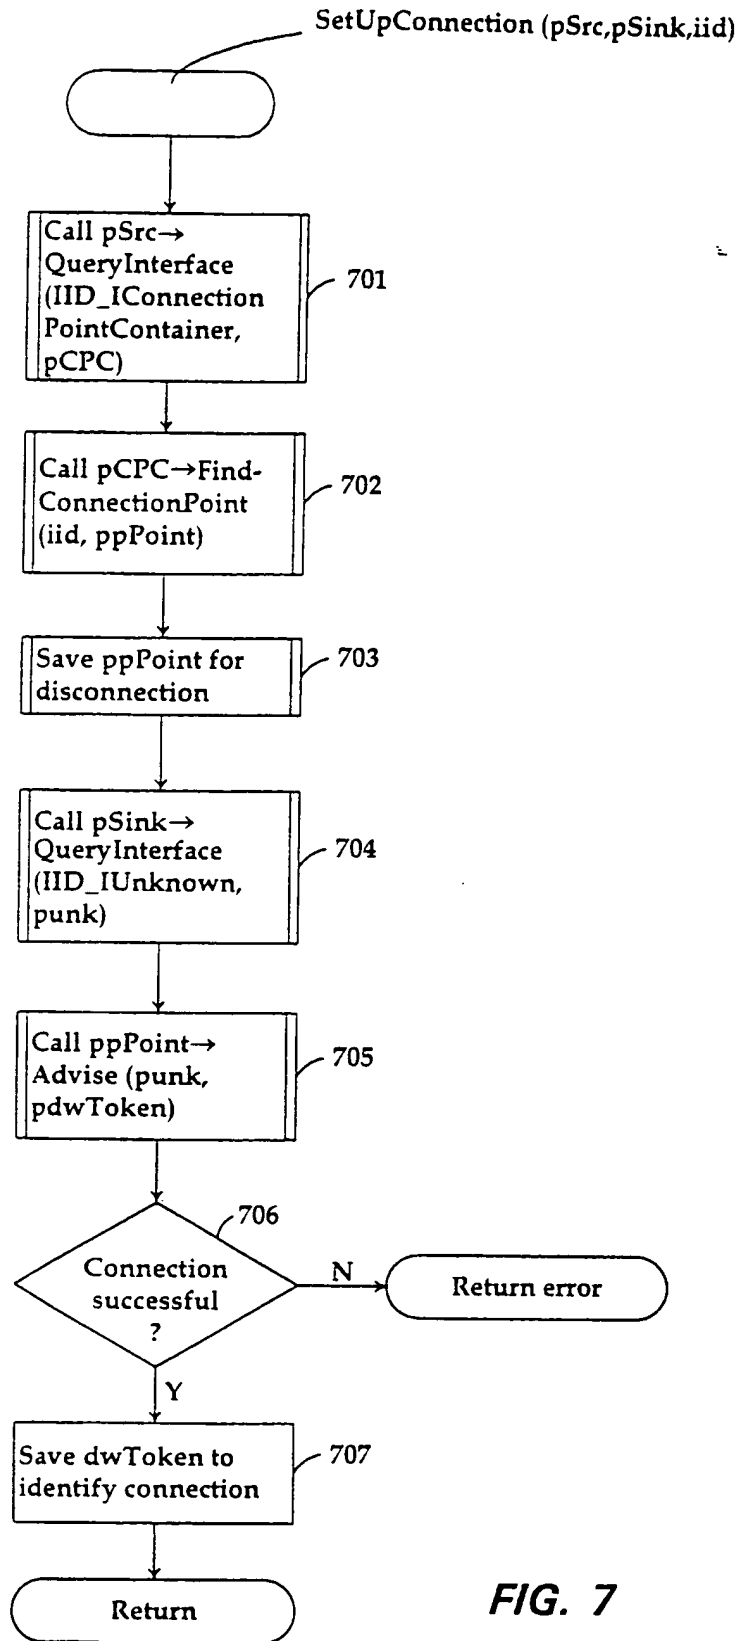 SetUpConnection (pSrc,pSink,iid)
Call pSrc→
QueryInterface
(IID_IConnection
PointContainer,
pCPC)
701
Call pCPC→Find-
ConnectionPoint
(iid, ppPoint)
702
Save ppPoint for
disconnection
703
Call pSink→
QueryInterface
(IID_IUnknown,
punk)
704
Call ppPoint→
Advise (punk,
pdwToken)
705
706
Connection
successful
?
N
Return error
Y
Save dwToken to
identify connection
707
Return
FIG. 7